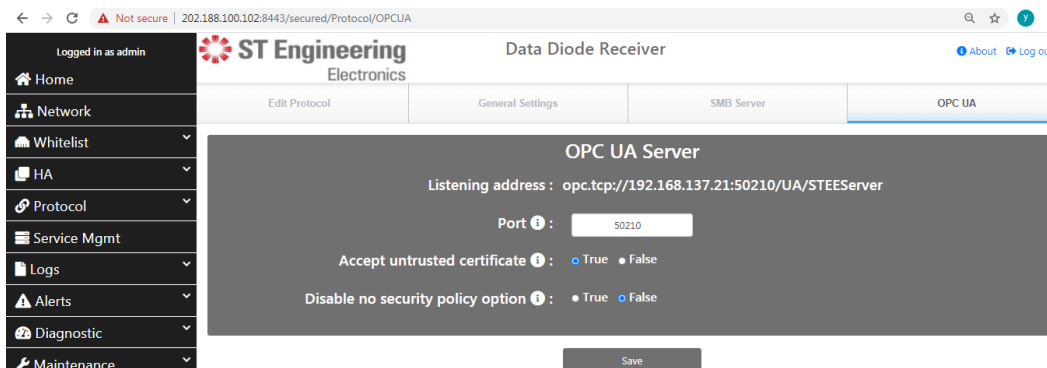 Not secure | 202.188.100.102:8443/secured/Protocol/OPCUA
y
Logged in as admin
Home
Network
Whitelist
HA
Protocol
Service Mgmt
Logs
Alerts
Diagnostic
Maintenance
ST Engineering
Electronics
Data Diode Receiver
About Log ou
Edit Protocol
General Settings
SMB Server
OPC UA
OPC UA Server
Listening address : opc.tcp://192.168.137.21:50210/UA/STEEServer
Port : 50210
Accept untrusted certificate : True False
Disable no security policy option : True False
Save